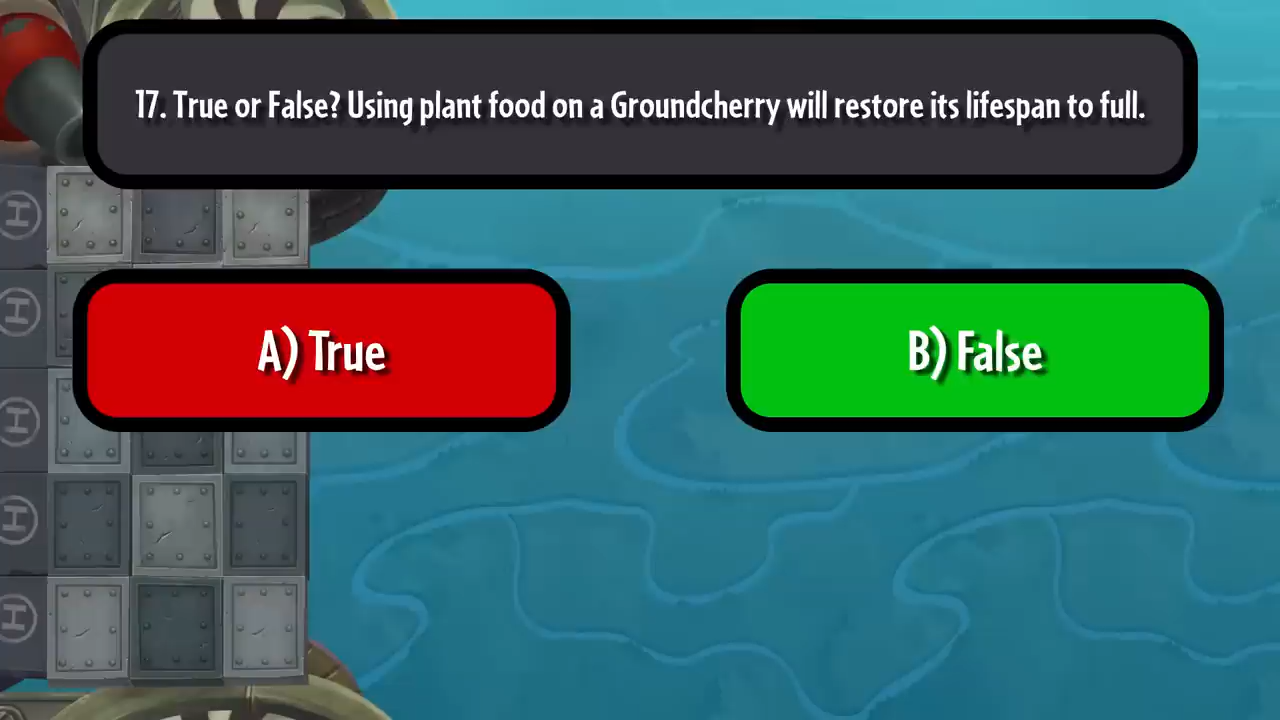 17. True or False? Using plant food on a Groundcherry will restore its lifespan to full.
A) True
B) False
H
H
H
H
H